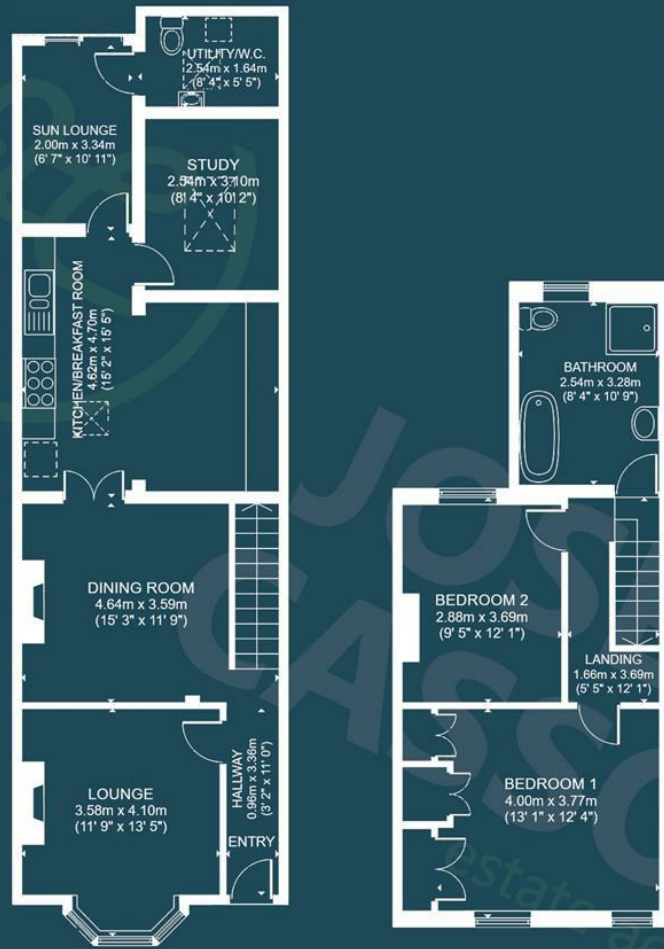 UTILITY/W.C.
2.54m x 1.64m
(8' 4" x 5' 5")
SUN LOUNGE
2.00m x 3.34m
(6' 7" x 10' 11")
STUDY
2.54m x 3.10m
(8' 4" x 10' 2")
KITCHEN/BREAKFAST ROOM
4.62m x 4.70m
(15' 2" x 15' 5")
DINING ROOM
4.64m x 3.59m
(15' 3" x 11' 9")
LOUNGE
3.58m x 4.10m
(11' 9" x 13' 5")
HALLWAY
0.96m x 3.36m
(3' 2" x 11' 0")
ENTRY
BATHROOM
2.54m x 3.28m
(8' 4" x 10' 9")
BEDROOM 2
2.88m x 3.69m
(9' 5" x 12' 1")
LANDING
1.66m x 3.69m
(5' 5" x 12' 1")
BEDROOM 1
4.00m x 3.77m
(13' 1" x 12' 4")